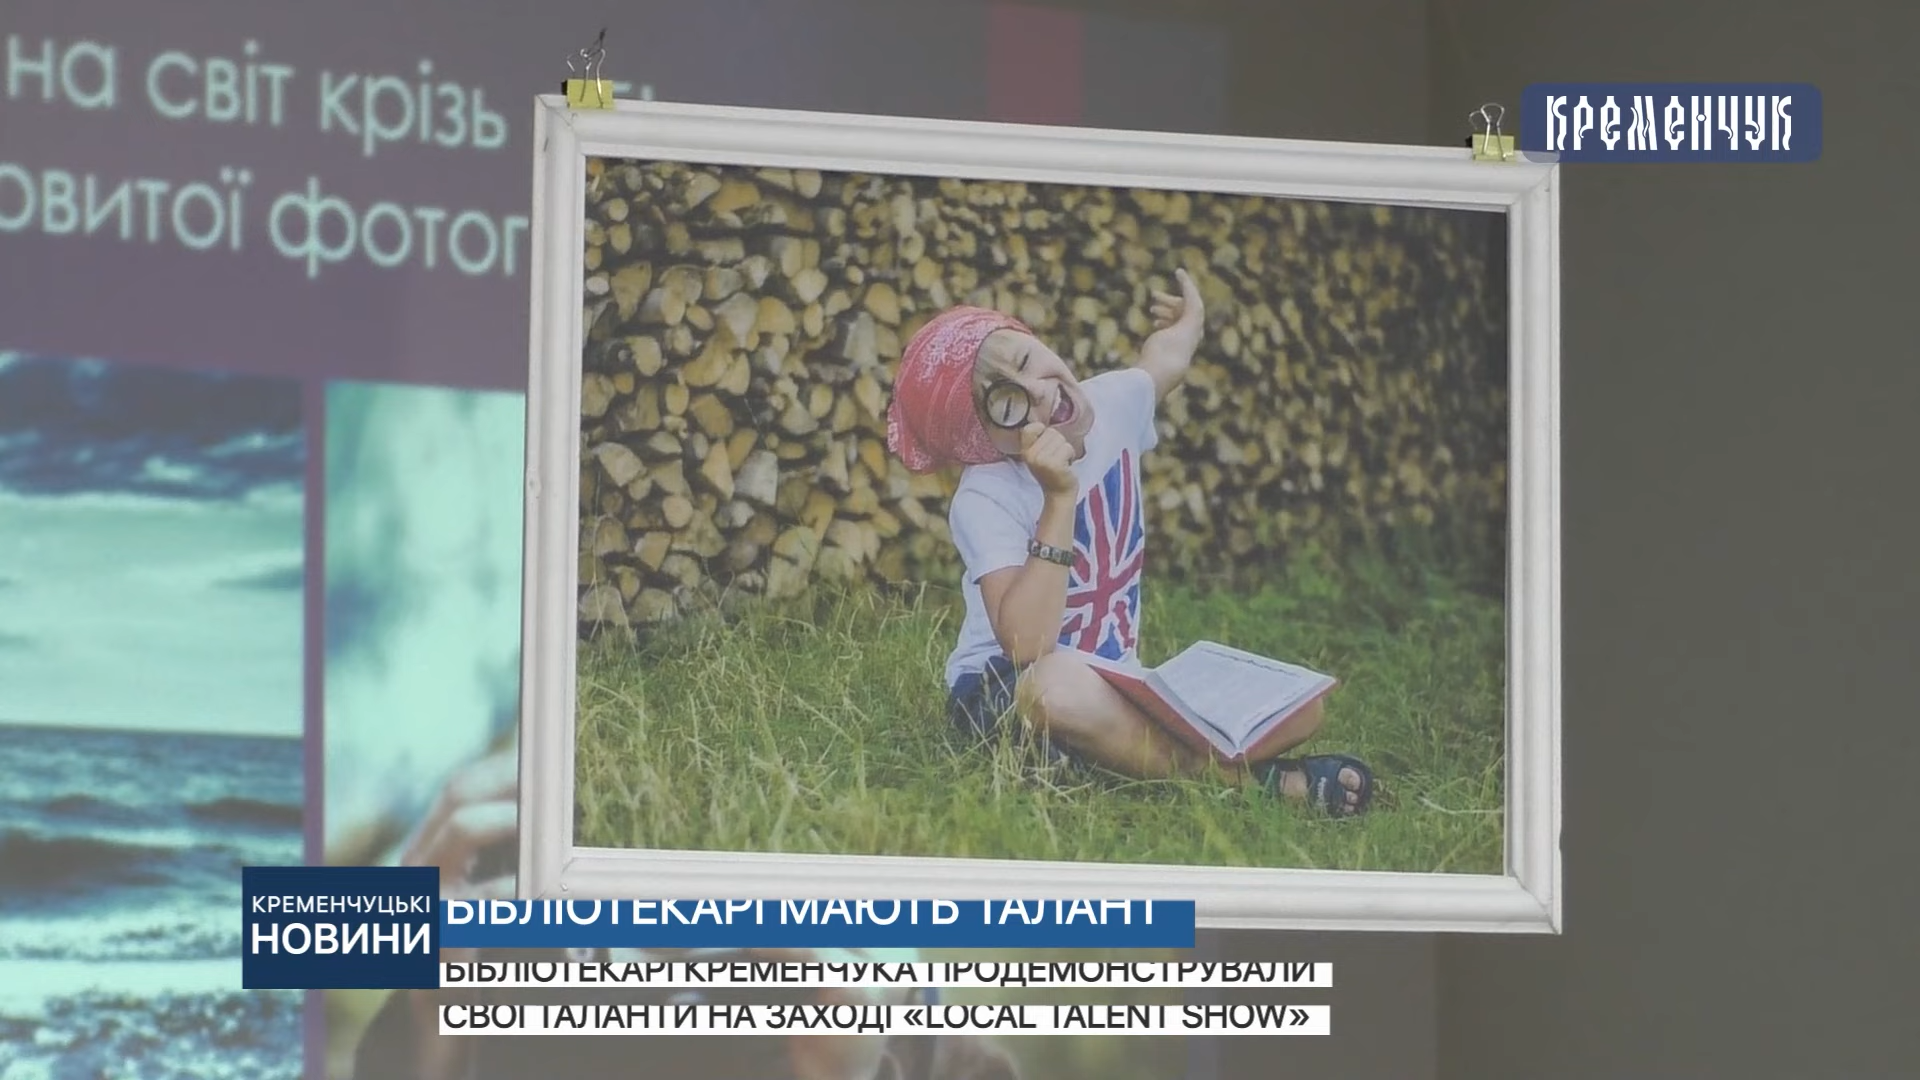 на світ крізь
овитої фотог
КРЕМЕНЧУК
КРЕМЕНЧУЦЬКІ
НОВИНИ
БІБЛІОТЕКАРІ МАЮТЬ ТАЛАНТ
БІБЛІОТЕКАРІ КРЕМЕНЧУКА ПРОДЕМОНСТРУВАЛИ
СВОЇ ТАЛАНТИ НА ЗАХОДІ «LOCAL TALENT SHOW»